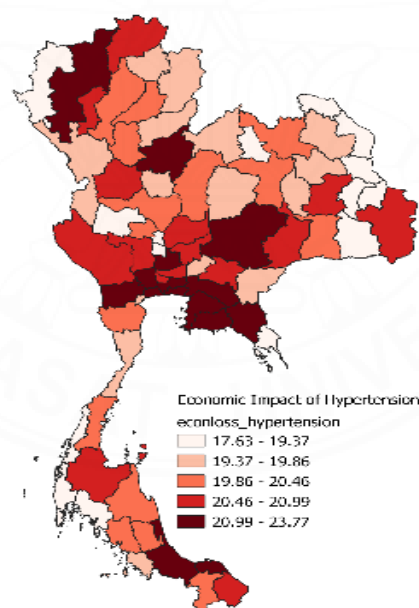 Economic Impact of Hypertension
econloss_hypertension
17.63 - 19.37
19.37 - 19.86
19.86 - 20.46
20.46 - 20.99
20.99 - 23.77